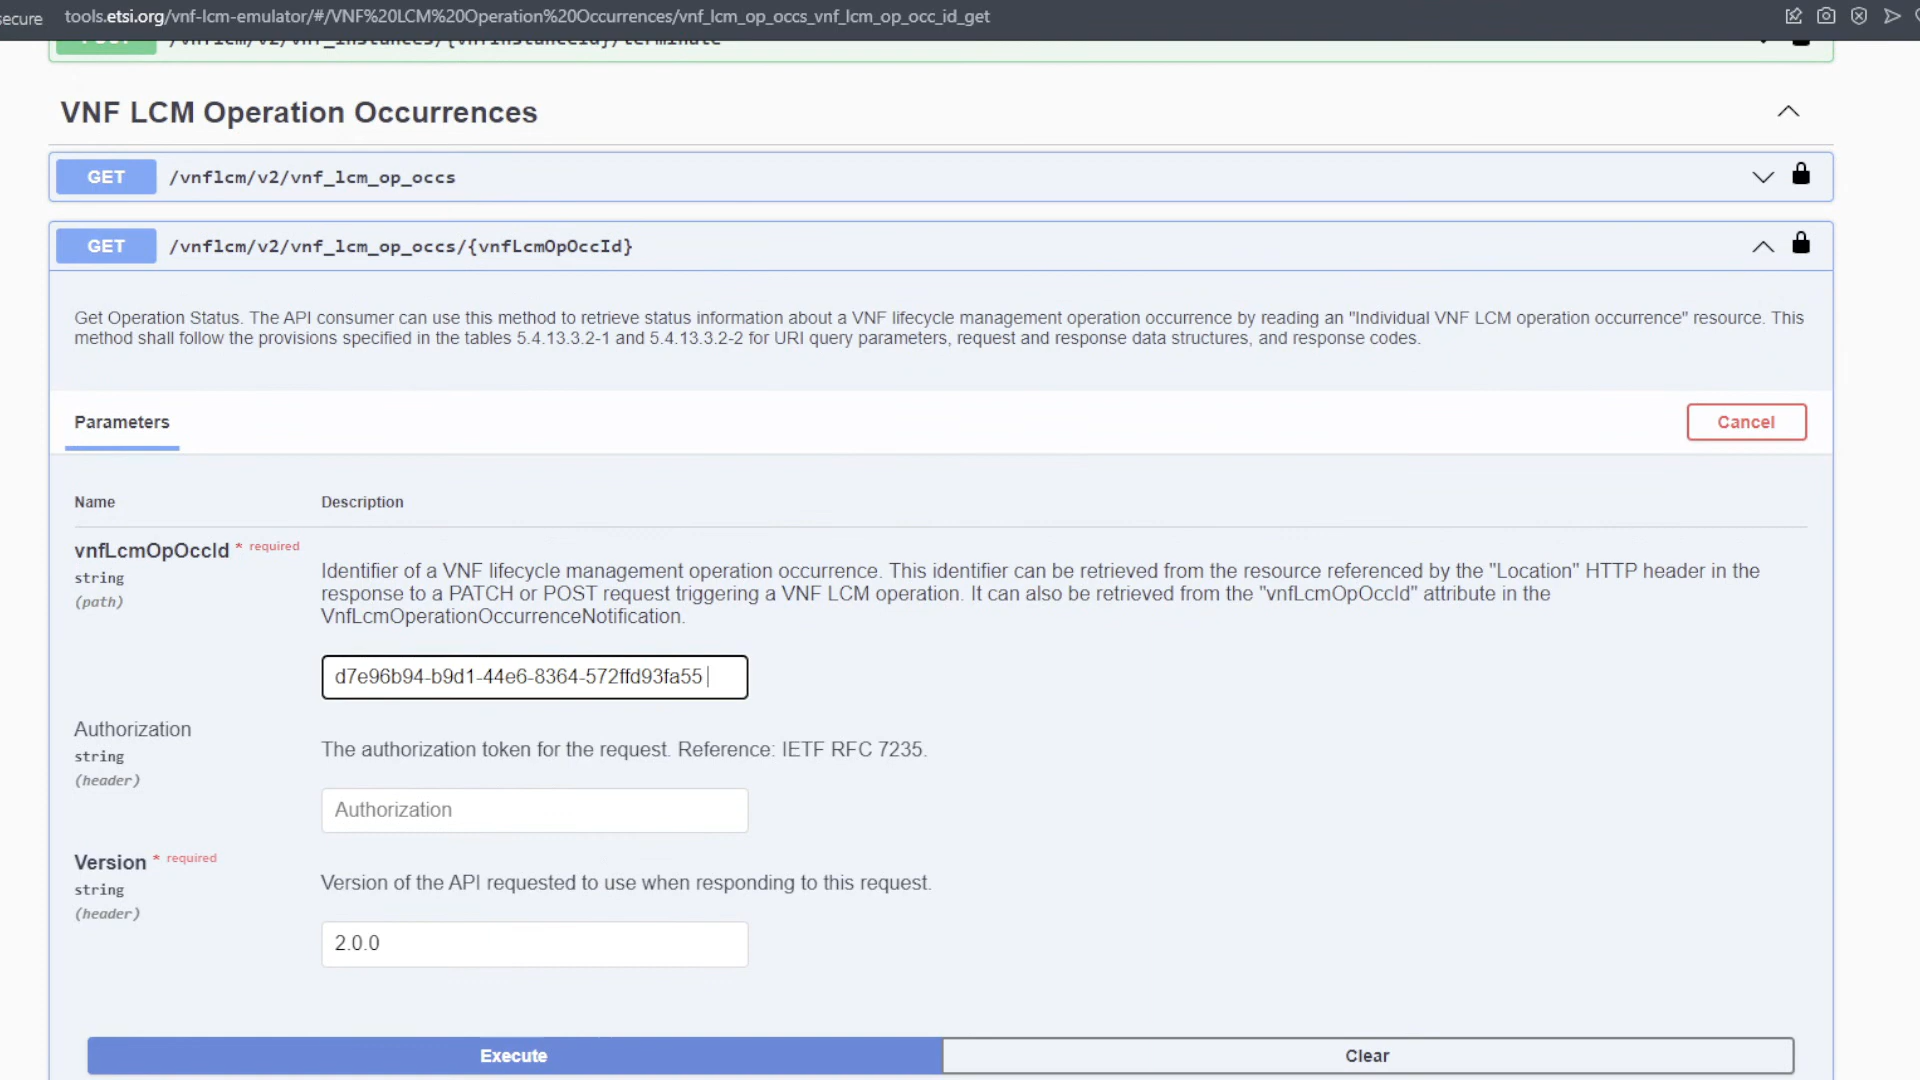 ecure
tools.etsi.org/vnf-lcm-emulator/#/VNF%20LCM%20Operation%20Occurrences/vnf_lcm_op_occs_vnf_lcm_op_occ_id_get
POST /vnflcm/v2/vnf_instances/{vnfInstanceId}/terminate
VNF LCM Operation Occurrences
GET /vnflcm/v2/vnf_lcm_op_occs
GET /vnflcm/v2/vnf_lcm_op_occs/{vnfLcmOpOccId}
Get Operation Status. The API consumer can use this method to retrieve status information about a VNF lifecycle management operation occurrence by reading an "Individual VNF LCM operation occurrence" resource. This
method shall follow the provisions specified in the tables 5.4.13.3.2-1 and 5.4.13.3.2-2 for URI query parameters, request and response data structures, and response codes.
Parameters
Cancel
Name Description
vnfLcmOpOccId * required
string
(path)
Identifier of a VNF lifecycle management operation occurrence. This identifier can be retrieved from the resource referenced by the "Location" HTTP header in the
response to a PATCH or POST request triggering a VNF LCM operation. It can also be retrieved from the "vnfLcmOpOccId" attribute in the
VnfLcmOperationOccurrenceNotification.
d7e96b94-b9d1-44e6-8364-572ffd93fa55
Authorization
string
(header)
The authorization token for the request. Reference: IETF RFC 7235.
Authorization
Version * required
string
(header)
Version of the API requested to use when responding to this request.
2.0.0
Execute
Clear